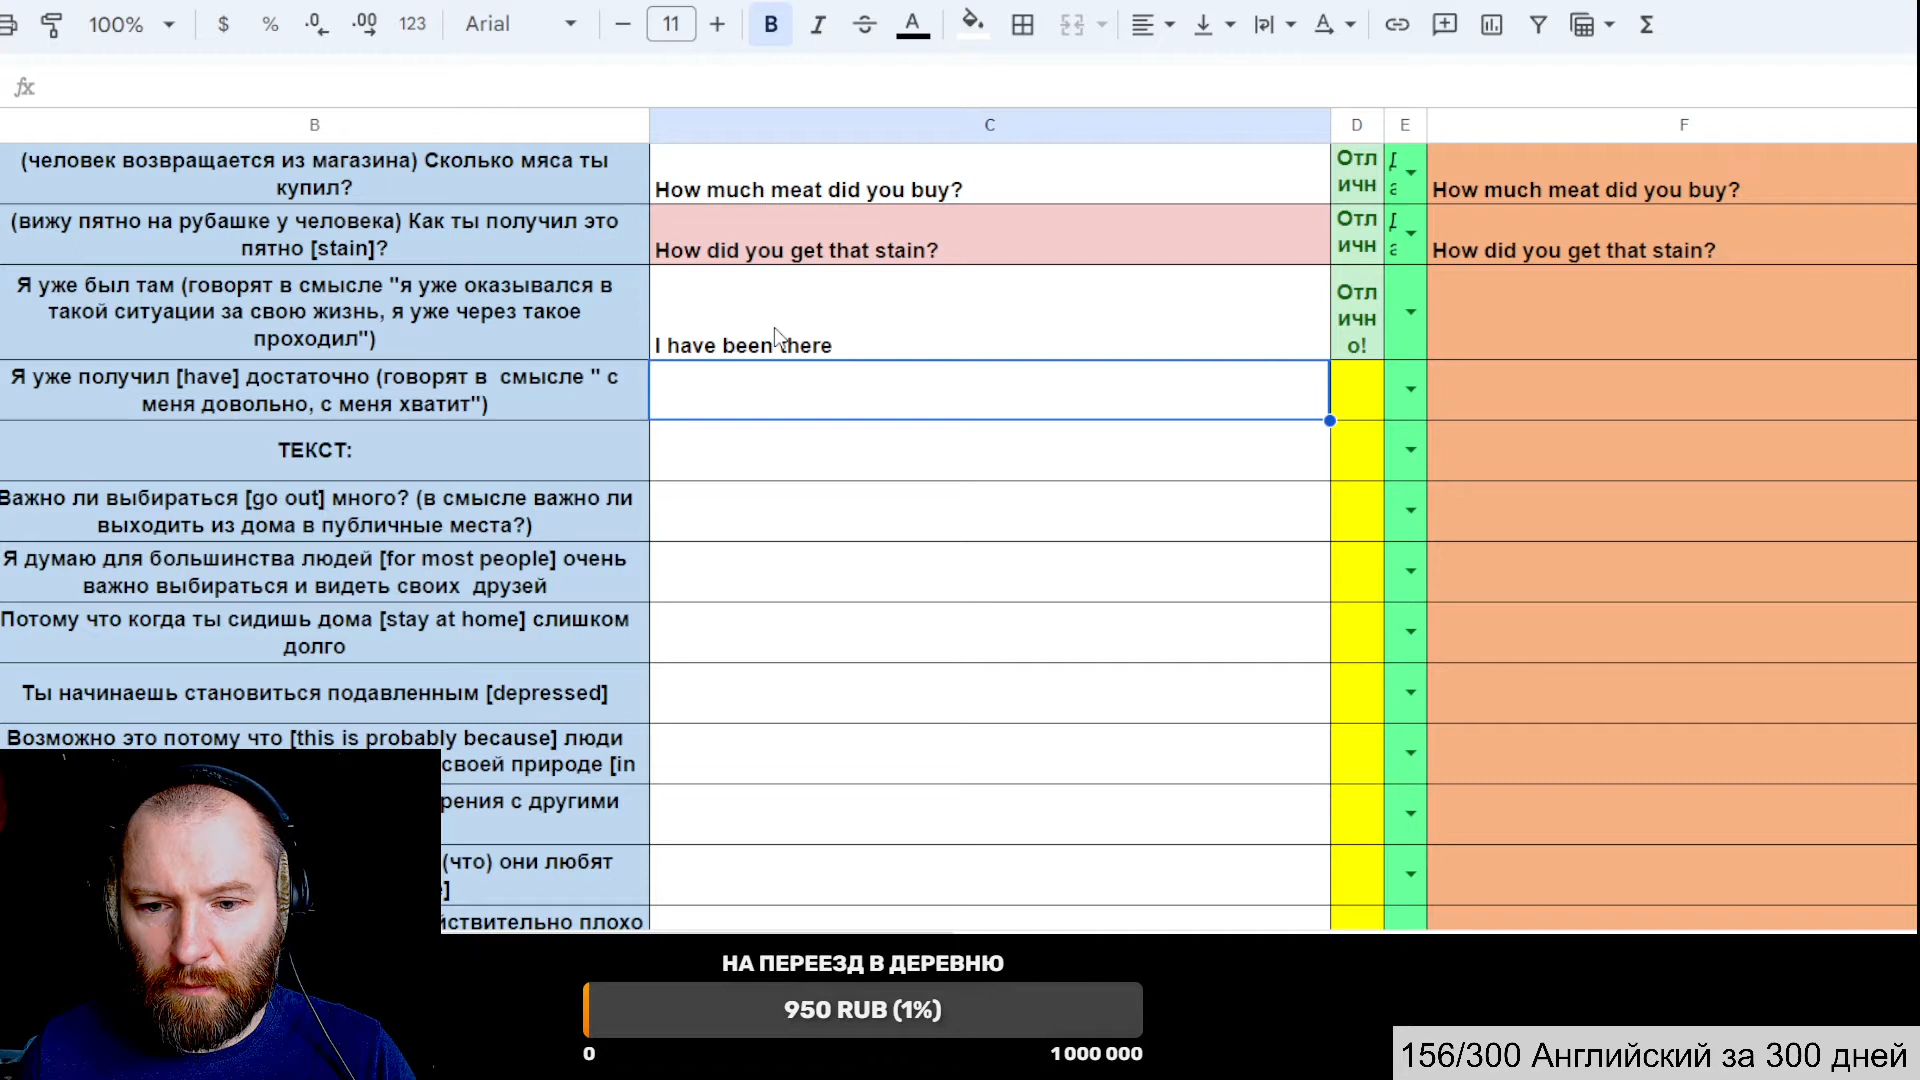 100%
$
%
.0
.00
123
Arial
11
B
I
A
A
Σ
fx
B
C
D
E
F
(человек возвращается из магазина) Сколько мяса ты
купил?
How much meat did you buy?
Отл
ичн
How much meat did you buy?
(вижу пятно на рубашке у человека) Как ты получил это
пятно [stain]?
How did you get that stain?
Отл
ичн
How did you get that stain?
Я уже был там (говорят в смысле "я уже оказывался в
такой ситуации за свою жизнь, я уже через такое
проходил")
I have been there
Отл
ичн
о!
Я уже получил [have] достаточно (говорят в смысле " с
меня довольно, с меня хватит")
ТЕКСТ:
Важно ли выбираться [go out] много? (в смысле важно ли
выходить из дома в публичные места?)
Я думаю для большинства людей [for most people] очень
важно выбираться и видеть своих друзей
Потому что когда ты сидишь дома [stay at home] слишком
долго
Ты начинаешь становиться подавленным [depressed]
Возможно это потому что [this is probably because] люди
своей природе [in
рения с другими
(что) они любят
йствительно плохо
НА ПЕРЕЕЗД В ДЕРЕВНЮ
950 RUB (1%)
0
1 000 000
156/300 Английский за 300 дней